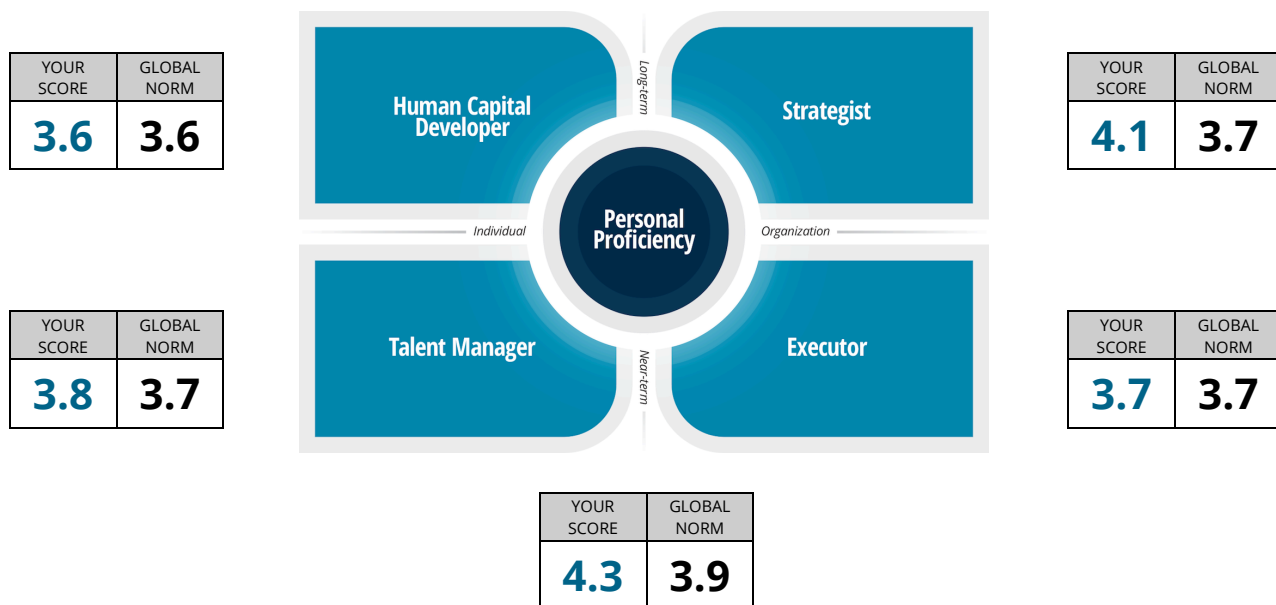 YOUR SCORE
GLOBAL NORM
3.6
3.6
Human Capital
Developer
Long-term
Strategist
YOUR SCORE
GLOBAL NORM
4.1
3.7
Individual
Personal
Proficiency
Organization
YOUR SCORE
GLOBAL NORM
3.8
3.7
Talent Manager
Near-term
Executor
YOUR SCORE
GLOBAL NORM
3.7
3.7
YOUR SCORE
GLOBAL NORM
4.3
3.9